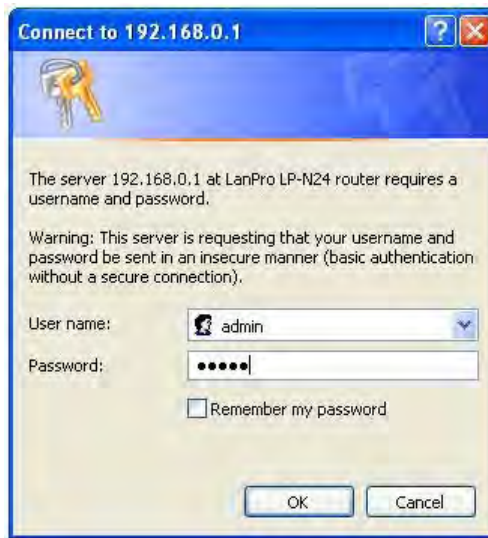 Connect to 192.168.0.1
The server 192.168.0.1 at LanPro LP-N24 router requires a
username and password.
Warning: This server is requesting that your username and
password be sent in an insecure manner (basic authentication
without a secure connection).
User name: admin
Password: •••••
Remember my password
OK Cancel